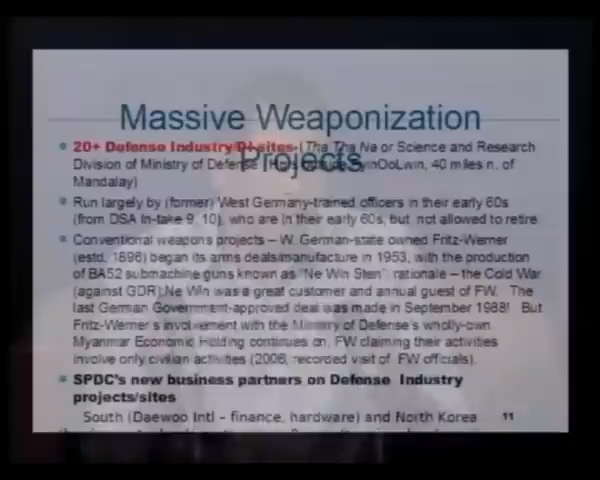 Massive Weaponization
Projects
20+ Defense Industry/DI sites (Tha Tha Na or Science and Research
Division of Ministry of Defense 40 miles n. of
Mandalay)
Run largely by (former) West Germany-trained officers in their early 60s
(from DSA In-take 9, 10), who are in their early 60s, but not allowed to retire.
Conventional weapons projects – W. German-state owned Fritz-Werner
(estd. 1896) began its arms deals/manufacture in 1953, with the production
of BA52 submachine guns known as "Ne Win Sten", rationale – the Cold War
(against GDR);Ne Win was a great customer and annual guest of FW. The
last German Government-approved deal was made in September 1988! But
Fritz-Werner's involvement with the Ministry of Defense's wholly-own
Myanmar Economic Holding continues on, FW claiming their activities
involve only civilian activities (2006, recorded visit of FW officials).
SPDC's new business partners on Defense Industry
projects/sites
South (Daewoo Intl – finance, hardware) and North Korea
11